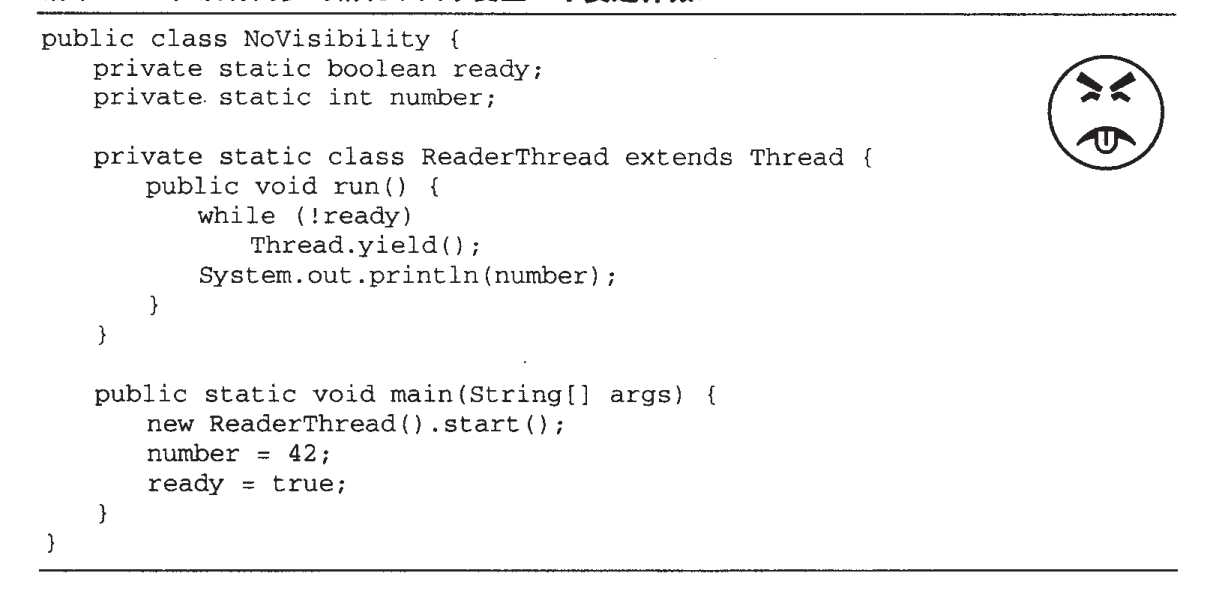 public class NoVisibility {
    private static boolean ready;
    private static int number;

    private static class ReaderThread extends Thread {
        public void run() {
            while (!ready)
                Thread.yield();
            System.out.println(number);
        }
    }

    public static void main(String[] args) {
        new ReaderThread().start();
        number = 42;
        ready = true;
    }
}